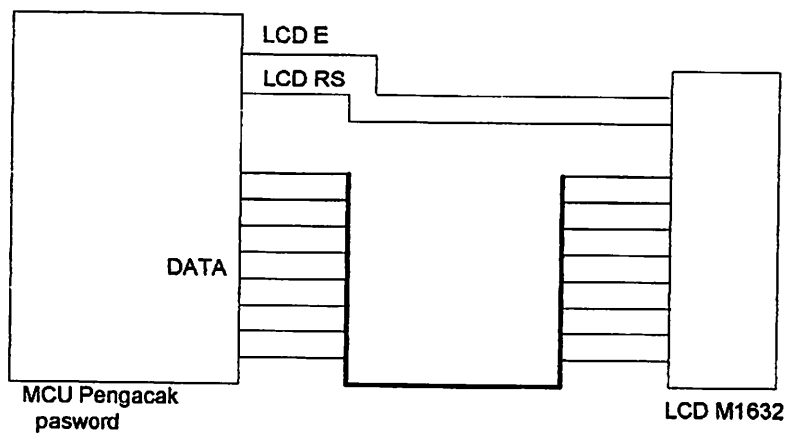 LCD E
LCD RS
DATA
MCU Pengacak
pasword
LCD M1632